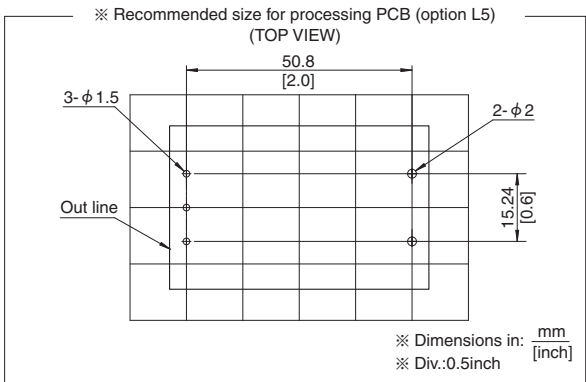 ※ Recommended size for processing PCB (option L5)
(TOP VIEW)
50.8
[2.0]
3-φ1.5
2-φ2
Out line
15.24
[0.6]
※ Dimensions in: mm
[inch]
※ Div.:0.5inch